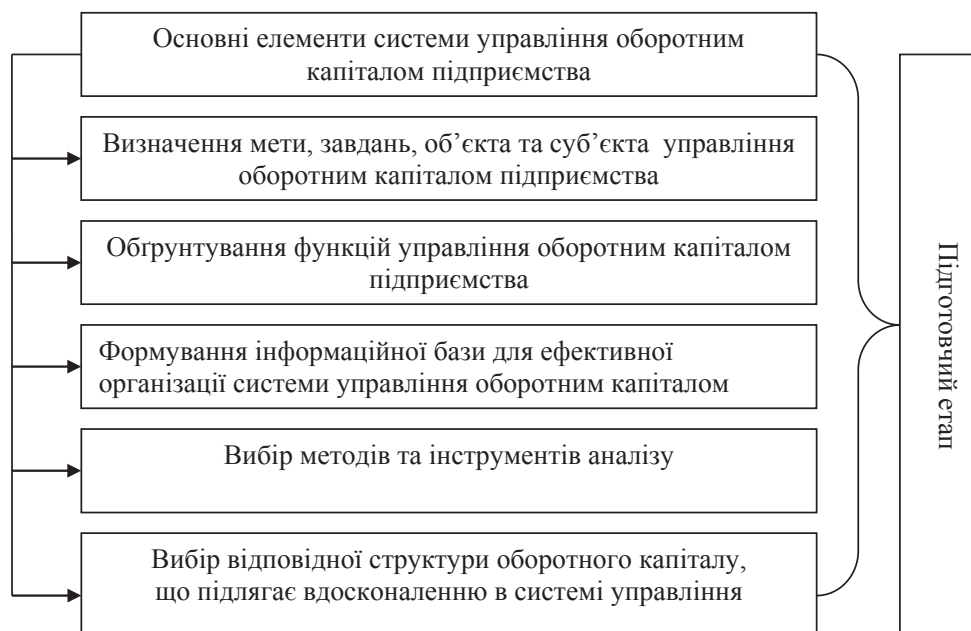 Основні елементи системи управління оборотним
капіталом підприємства
Визначення мети, завдань, об’єкта та суб’єкта управління
оборотним капіталом підприємства
Обґрунтування функцій управління оборотним капіталом
підприємства
Формування інформаційної бази для ефективної
організації системи управління оборотним капіталом
Вибір методів та інструментів аналізу
Вибір відповідної структури оборотного капіталу,
що підлягає вдосконаленню в системі управління
Підготовчий етап